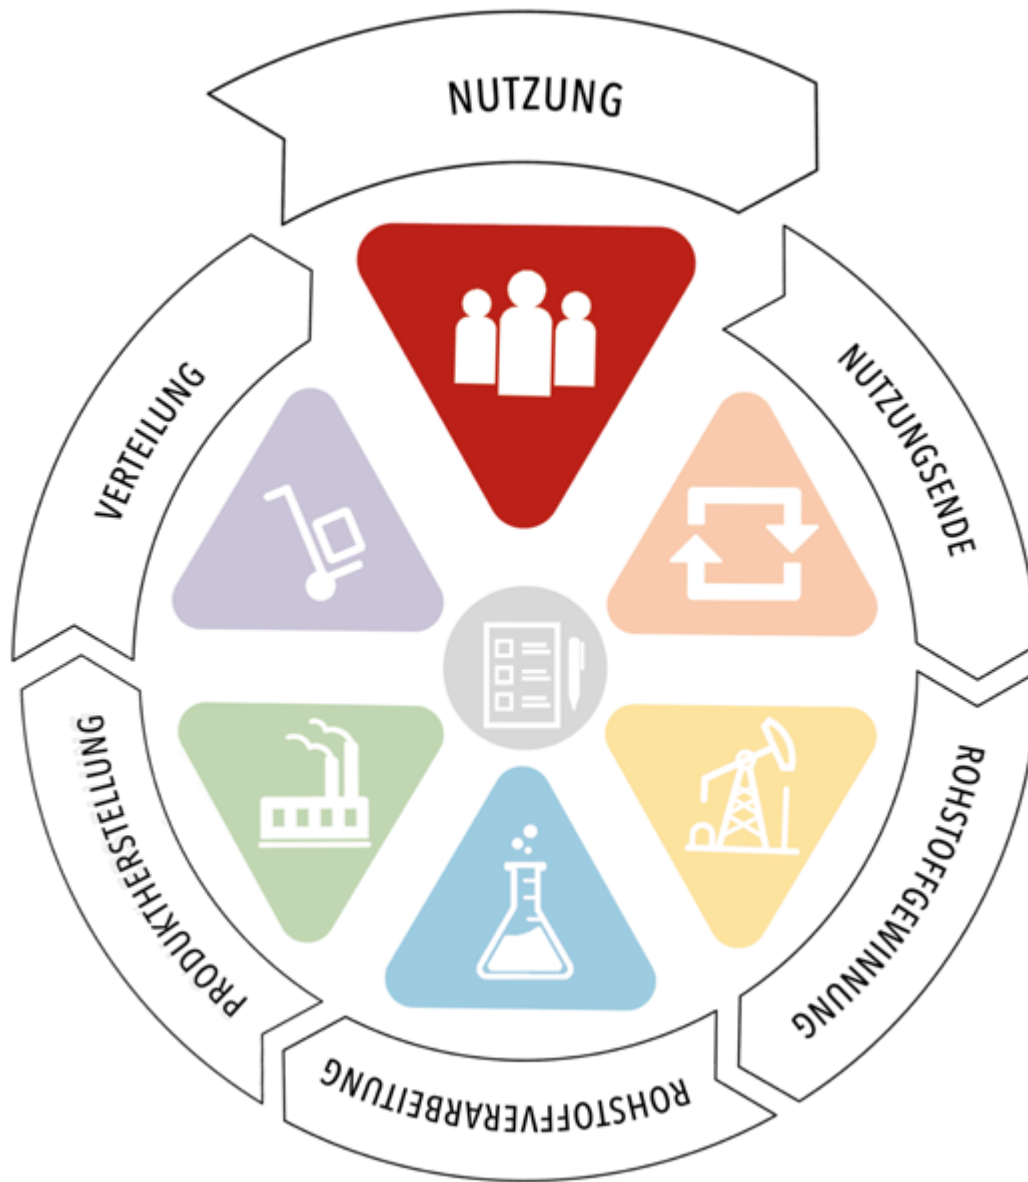 NUTZUNG
NUTZUNGSENDE
ROHSTOFFGEWINNUNG
ROHSTOFFVERARBEITUNG
PRODUKTHERSTELLUNG
VERTEILUNG